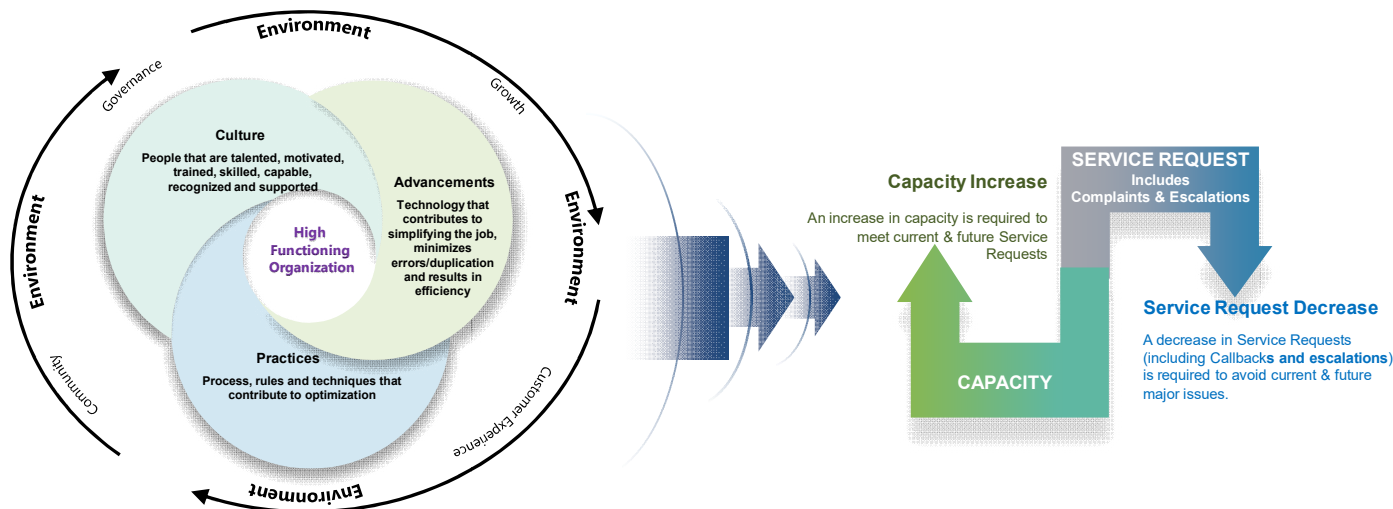 Environment
Governance
Growth
Culture
People that are talented, motivated,
trained, skilled, capable,
recognized and supported
Advancements
Technology that
contributes to
simplifying the job,
minimizes
errors/duplication
and results in
efficiency
High
Functioning
Organization
Environment
Environment
Practices
Process, rules and techniques that
contribute to optimization
Community
Customer Experience
Environment
Capacity Increase
An increase in capacity is required to
meet current & future Service
Requests
CAPACITY
SERVICE REQUEST
Includes
Complaints & Escalations
Service Request Decrease
A decrease in Service Requests
(including Callbacks and escalations)
is required to avoid current & future
major issues.